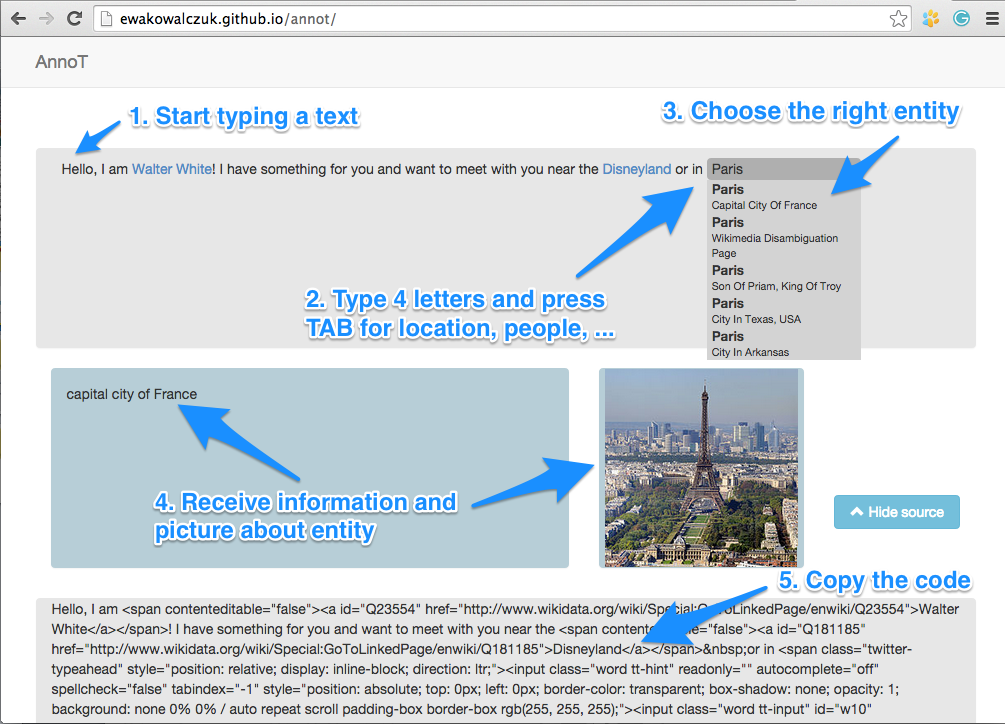 ewakowalczuk.github.io/annot/
AnnoT
1. Start typing a text
3. Choose the right entity
Hello, I am Walter White! I have something for you and want to meet with you near the Disneyland or in Paris
Paris
Capital City Of France
Paris
Wikimedia Disambiguation
Page
Paris
Son Of Priam, King Of Troy
Paris
City In Texas, USA
Paris
City In Arkansas
2. Type 4 letters and press
TAB for location, people, ...
capital city of France
4. Receive information and
picture about entity
Hide source
5. Copy the code
Hello, I am <span contenteditable="false"><a id="Q23554" href="http://www.wikidata.org/wiki/Special:GoToLinkedPage/enwiki/Q23554">Walter
White</a></span>! I have something for you and want to meet with you near the <span ="false"><a id="Q181185"
href="http://www.wikidata.org/wiki/Special:GoToLinkedPage/enwiki/Q181185">Disneyland</a></span>&nbsp;or in <span class="twitter-
typeahead" style="position: relative; display: inline-block; direction: ltr;"><input class="word tt-hint" readonly="" autocomplete="off"
spellcheck="false" tabindex="-1" style="position: absolute; top: 0px; left: 0px; border-color: transparent; box-shadow: none; opacity: 1;
background: none 0% 0% / auto repeat scroll padding-box border-box rgb(255, 255, 255);"><input class="word tt-input" id="w10"